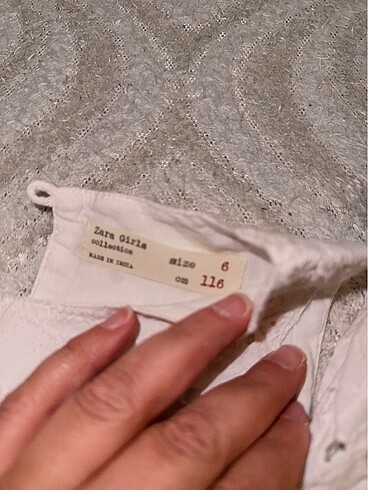 Zara Girls
collection
MADE IN INDIA
size 6
cm 116